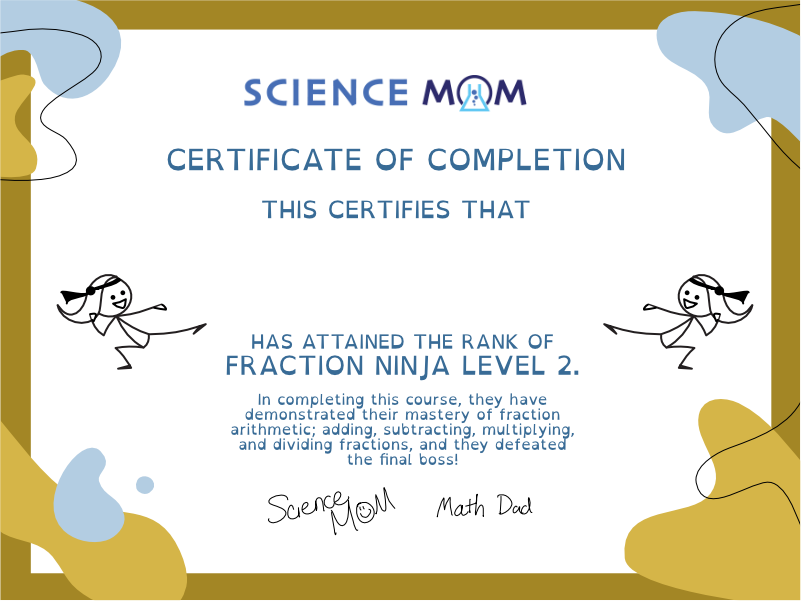 SCIENCE MOM
CERTIFICATE OF COMPLETION
THIS CERTIFIES THAT
HAS ATTAINED THE RANK OF
FRACTION NINJA LEVEL 2.
In completing this course, they have
demonstrated their mastery of fraction
arithmetic; adding, subtracting, multiplying,
and dividing fractions, and they defeated
the final boss!
Science MOM Math Dad